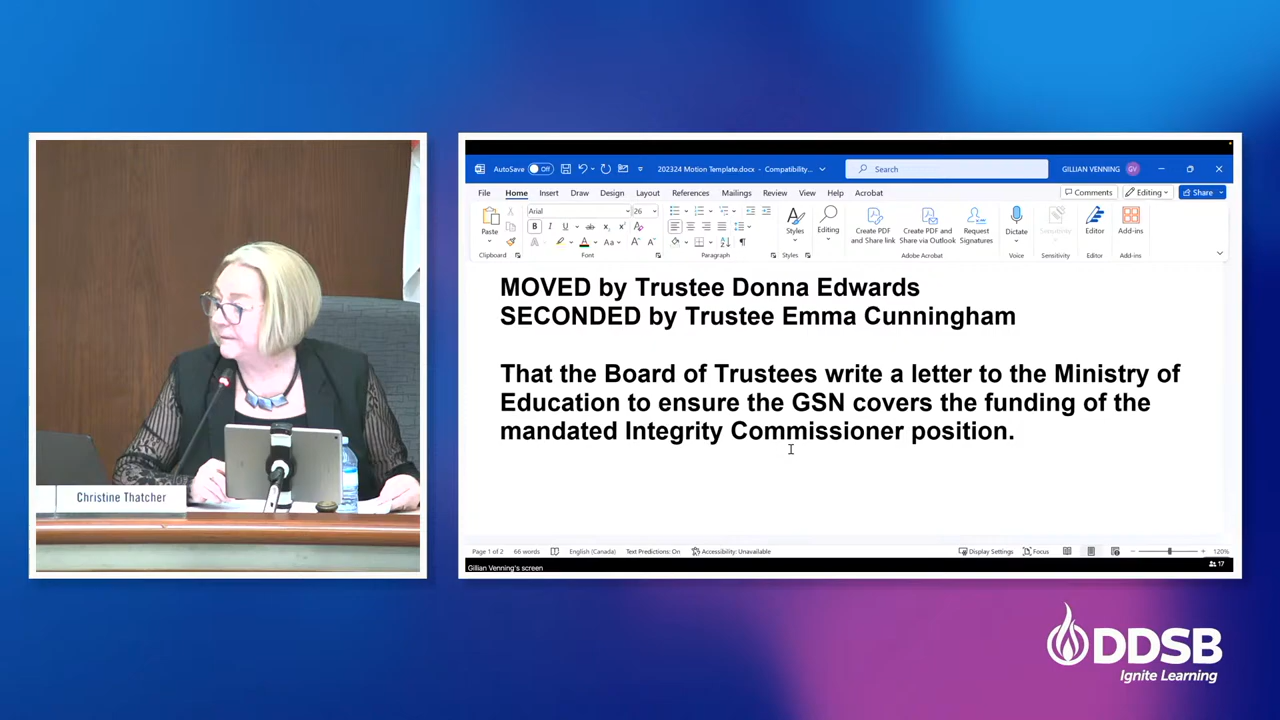 AutoSave Off
202324 Motion Template.docx - Compatibility...
Search
GILLIAN VENNING GV
File Home Insert Draw Design Layout References Mailings Review View Help Acrobat
Comments Editing Share
Paste
Arial 26
B I U ab x₂ x²
A A Aa A A
Styles
Editing
Create PDF and Share link
Create PDF and Share via Outlook
Request Signatures
Dictate
Sensitivity
Editor
Add-ins
Clipboard Font Paragraph Styles Adobe Acrobat Voice Sensitivity Editor Add-ins
MOVED by Trustee Donna Edwards
SECONDED by Trustee Emma Cunningham
That the Board of Trustees write a letter to the Ministry of
Education to ensure the GSN covers the funding of the
mandated Integrity Commissioner position.
Christine Thatcher
Page 1 of 2 66 words English (Canada) Text Predictions: On Accessibility: Unavailable Display Settings Focus 120%
Gillian Venning's screen
17
DDSB
Ignite Learning